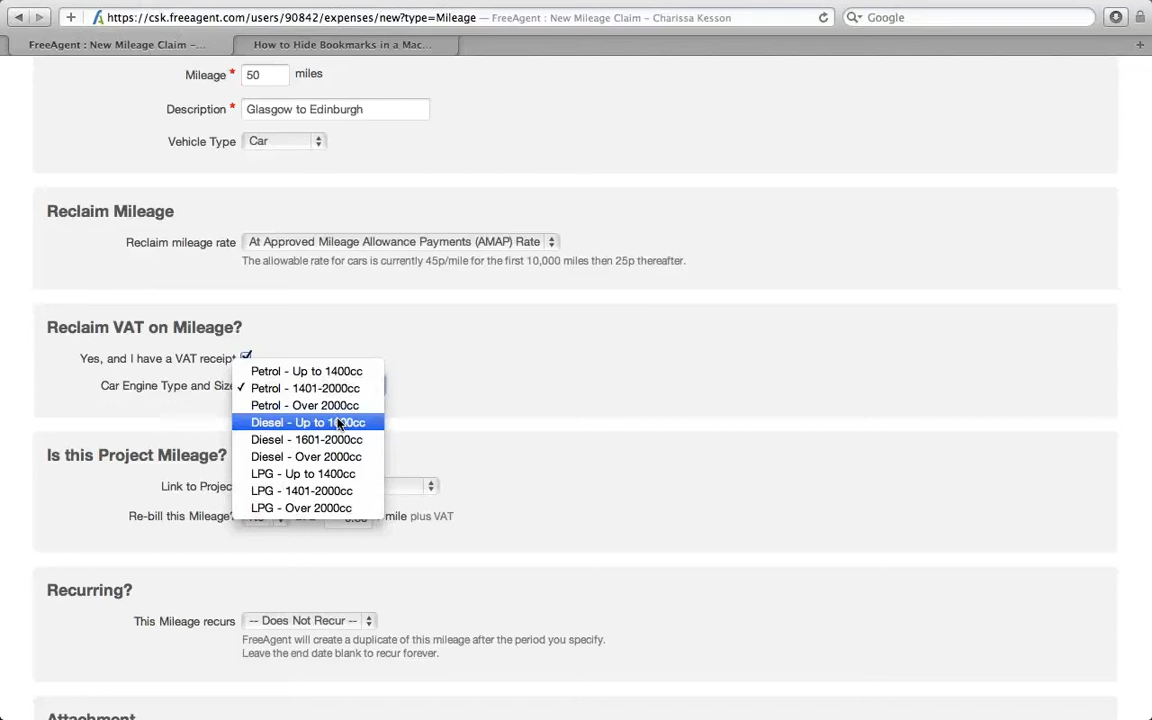 https://csk.freeagent.com/users/90842/expenses/new?type=Mileage — FreeAgent : New Mileage Claim – Charissa Kesson
Google
FreeAgent : New Mileage Claim –...
How to Hide Bookmarks in a Mac...
Mileage * 50 miles
Description * Glasgow to Edinburgh
Vehicle Type Car
Reclaim Mileage
Reclaim mileage rate At Approved Mileage Allowance Payments (AMAP) Rate
The allowable rate for cars is currently 45p/mile for the first 10,000 miles then 25p thereafter.
Reclaim VAT on Mileage?
Yes, and I have a VAT receipt
Car Engine Type and Size
Petrol - Up to 1400cc
✓ Petrol - 1401-2000cc
Petrol - Over 2000cc
Diesel - Up to
Diesel - 1601-2000cc
Diesel - Over 2000cc
LPG - Up to 1400cc
LPG - 1401-2000cc
LPG - Over 2000cc
Is this Project Mileage?
Link to Project
Re-bill this Mileage? mile plus VAT
Recurring?
This Mileage recurs -- Does Not Recur --
FreeAgent will create a duplicate of this mileage after the period you specify.
Leave the end date blank to recur forever.
Attachment